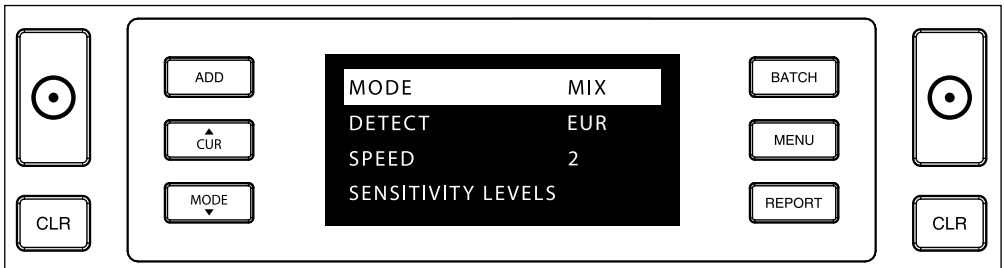 ADD
CUR
MODE
CLR
MODE MIX
DETECT EUR
SPEED 2
SENSITIVITY LEVELS
BATCH
MENU
REPORT
CLR